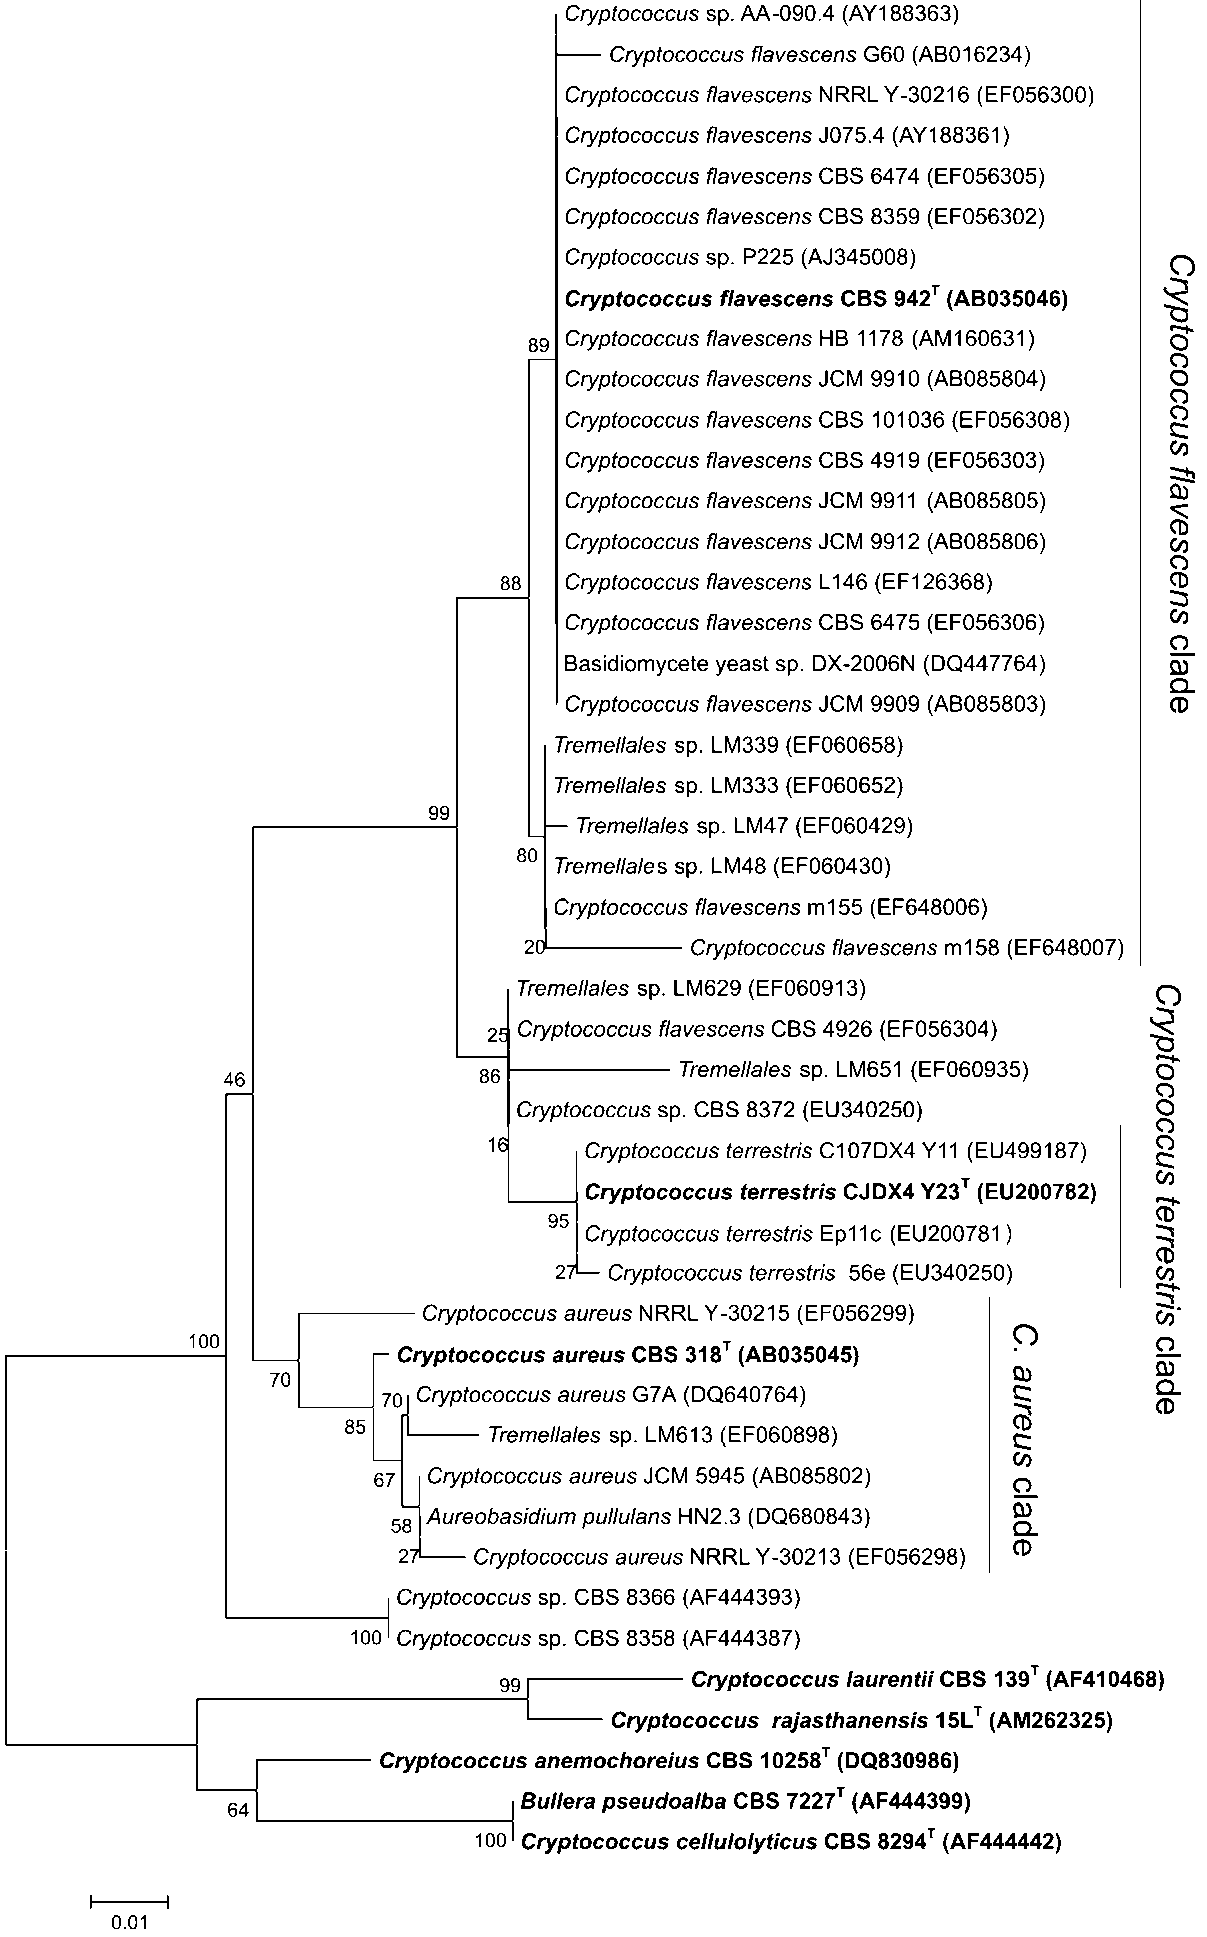 Cryptococcus sp. AA-090.4 (AY188363)
Cryptococcus flavescens G60 (AB016234)
Cryptococcus flavescens NRRL Y-30216 (EF056300)
Cryptococcus flavescens J075.4 (AY188361)
Cryptococcus flavescens CBS 6474 (EF056305)
Cryptococcus flavescens CBS 8359 (EF056302)
Cryptococcus sp. P225 (AJ345008)
Cryptococcus flavescens CBS 942T (AB035046)
Cryptococcus flavescens HB 1178 (AM160631)
89
Cryptococcus flavescens JCM 9910 (AB085804)
Cryptococcus flavescens CBS 101036 (EF056308)
Cryptococcus flavescens CBS 4919 (EF056303)
Cryptococcus flavescens JCM 9911 (AB085805)
Cryptococcus flavescens JCM 9912 (AB085806)
Cryptococcus flavescens L146 (EF126368)
88
Cryptococcus flavescens CBS 6475 (EF056306)
Basidiomycete yeast sp. DX-2006N (DQ447764)
Cryptococcus flavescens JCM 9909 (AB085803)
Cryptococcus flavescens clade
Tremellales sp. LM339 (EF060658)
Tremellales sp. LM333 (EF060652)
99
Tremellales sp. LM47 (EF060429)
80
Tremellales sp. LM48 (EF060430)
Cryptococcus flavescens m155 (EF648006)
20
Cryptococcus flavescens m158 (EF648007)
Tremellales sp. LM629 (EF060913)
25
Cryptococcus flavescens CBS 4926 (EF056304)
86
Tremellales sp. LM651 (EF060935)
46
Cryptococcus sp. CBS 8372 (EU340250)
16
Cryptococcus terrestris C107DX4 Y11 (EU499187)
Cryptococcus terrestris CJDX4 Y23T (EU200782)
95
Cryptococcus terrestris Ep11c (EU200781)
27
Cryptococcus terrestris 56e (EU340250)
Cryptococcus terrestris clade
Cryptococcus aureus NRRL Y-30215 (EF056299)
100
Cryptococcus aureus CBS 318T (AB035045)
70
70
Cryptococcus aureus G7A (DQ640764)
85
Tremellales sp. LM613 (EF060898)
67
Cryptococcus aureus JCM 5945 (AB085802)
58
Aureobasidium pullulans HN2.3 (DQ680843)
27
Cryptococcus aureus NRRL Y-30213 (EF056298)
C. aureus clade
Cryptococcus sp. CBS 8366 (AF444393)
100
Cryptococcus sp. CBS 8358 (AF444387)
99
Cryptococcus laurentii CBS 139T (AF410468)
Cryptococcus rajasthanensis 15LT (AM262325)
Cryptococcus anemochoreius CBS 10258T (DQ830986)
64
Bullera pseudoalba CBS 7227T (AF444399)
100
Cryptococcus cellulolyticus CBS 8294T (AF444442)
0.01